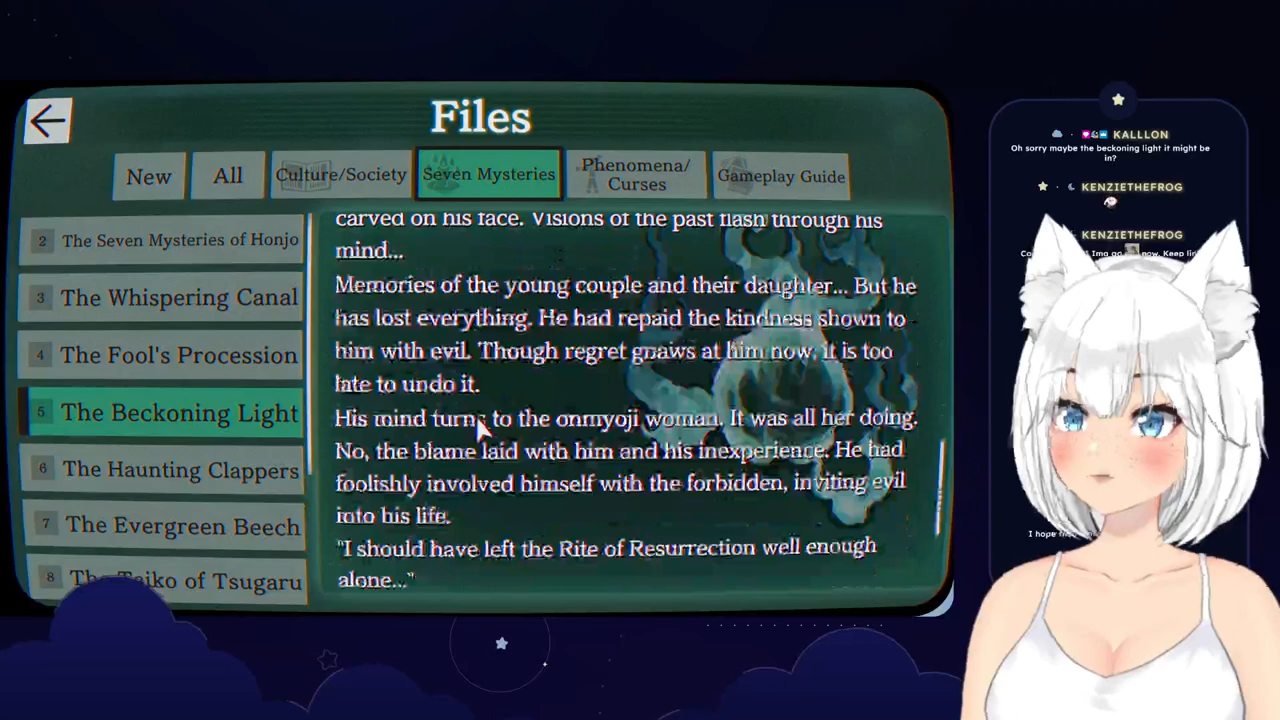 Files
New
All
Culture/Society
Seven Mysteries
Phenomena/
Curses
Gameplay Guide
2 The Seven Mysteries of Honjo
3 The Whispering Canal
4 The Fool's Procession
5 The Beckoning Light
6 The Haunting Clappers
7 The Evergreen Beech
8 The Taiko of Tsugaru
carved on his face. Visions of the past flash through his
mind...
Memories of the young couple and their daughter... But he
has lost everything. He had repaid the kindness shown to
him with evil. Though regret gnaws at him now, it is too
late to undo it.
His mind turns to the onmyoji woman. It was all her doing.
No, the blame laid with him and his inexperience. He had
foolishly involved himself with the forbidden, inviting evil
into his life.
"I should have left the Rite of Resurrection well enough
alone..."
KALLLON
Oh sorry maybe the beckoning light it might be
in?
KENZIETHEFROG
KENZIETHEFROG
now. Keep
I hope